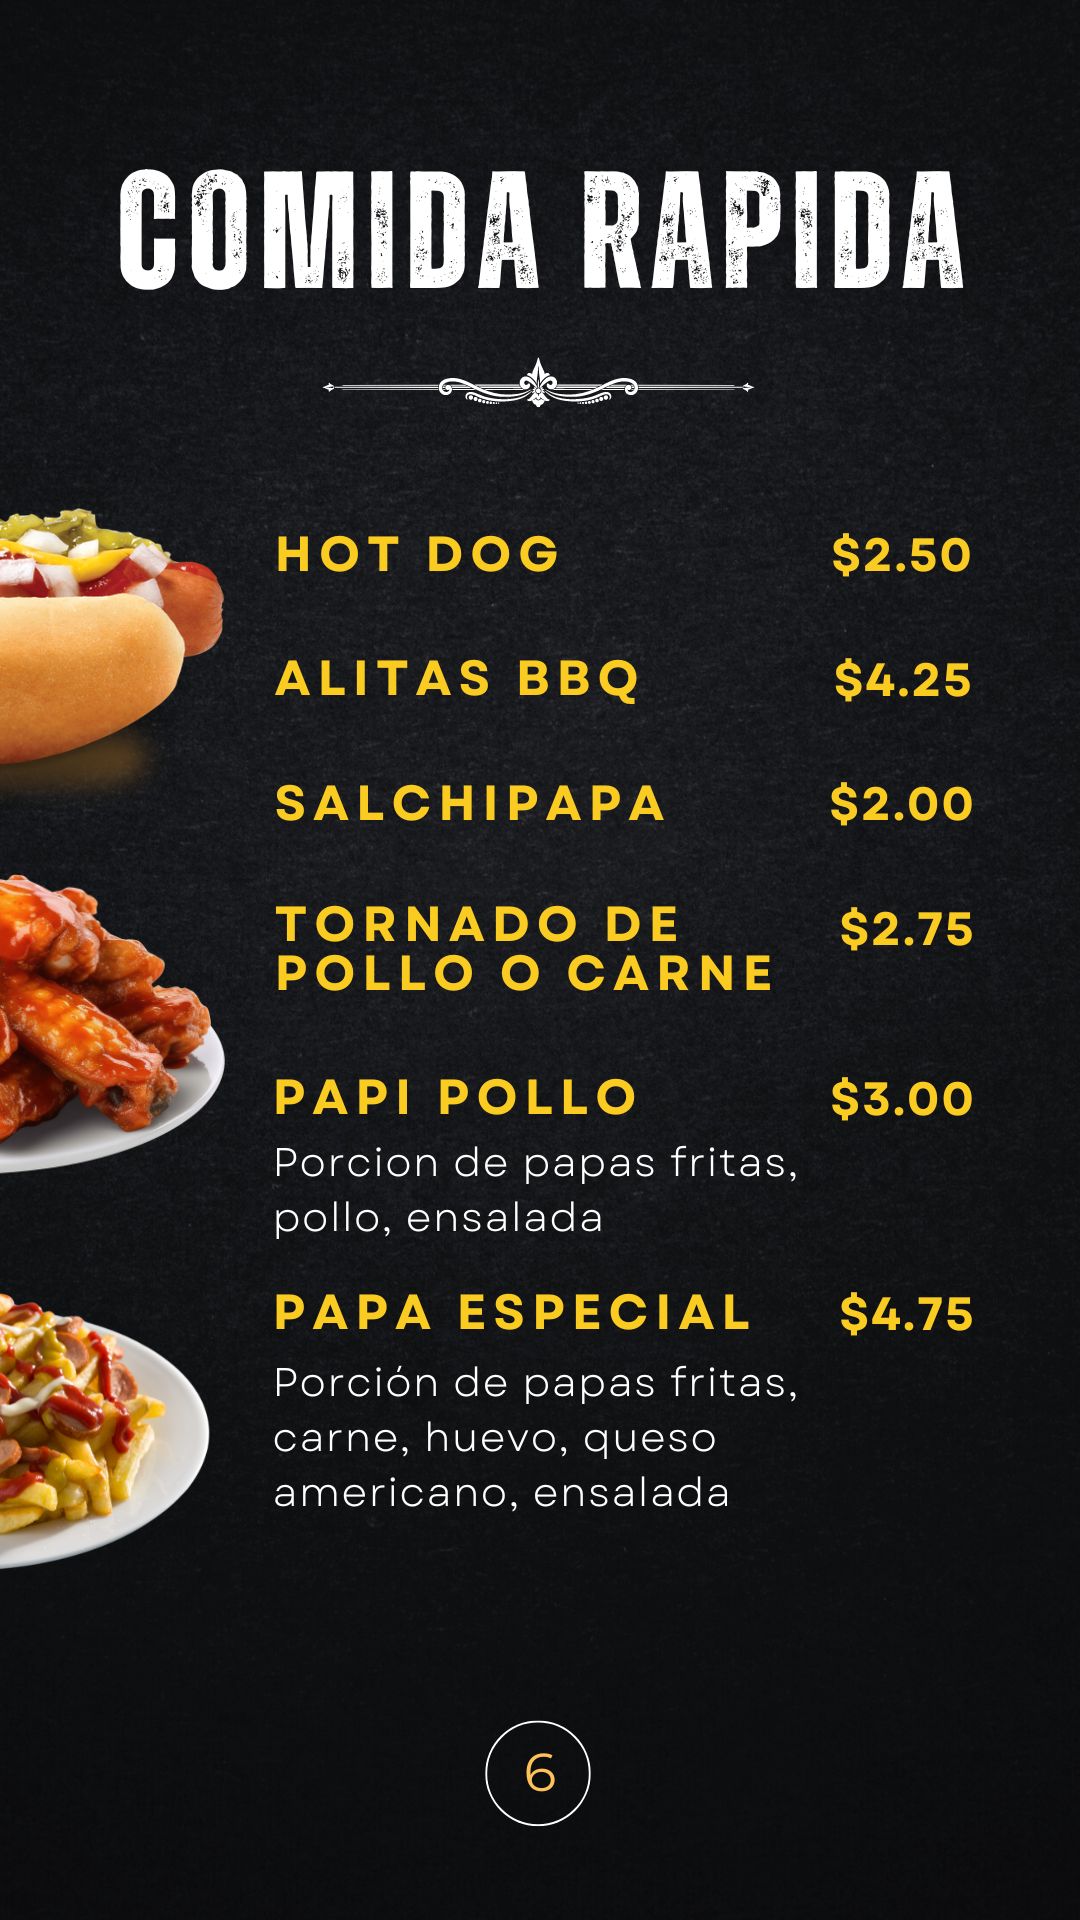 COMIDA RAPIDA
HOT DOG $2.50
ALITAS BBQ $4.25
SALCHIPAPA $2.00
TORNADO DE $2.75
POLLO O CARNE
PAPI POLLO $3.00
Porcion de papas fritas,
pollo, ensalada
PAPA ESPECIAL $4.75
Porción de papas fritas,
carne, huevo, queso
americano, ensalada
6